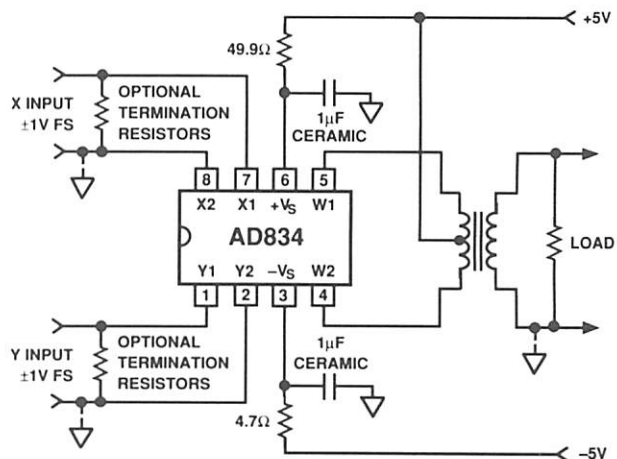 +5V
49.9Ω
X INPUT
±1V FS
OPTIONAL
TERMINATION
RESISTORS
1µF
CERAMIC
8 7 6 5
X2 X1 +VS W1
AD834
Y1 Y2 –VS W2
1 2 3 4
LOAD
Y INPUT
±1V FS
OPTIONAL
TERMINATION
RESISTORS
1µF
CERAMIC
4.7Ω
–5V